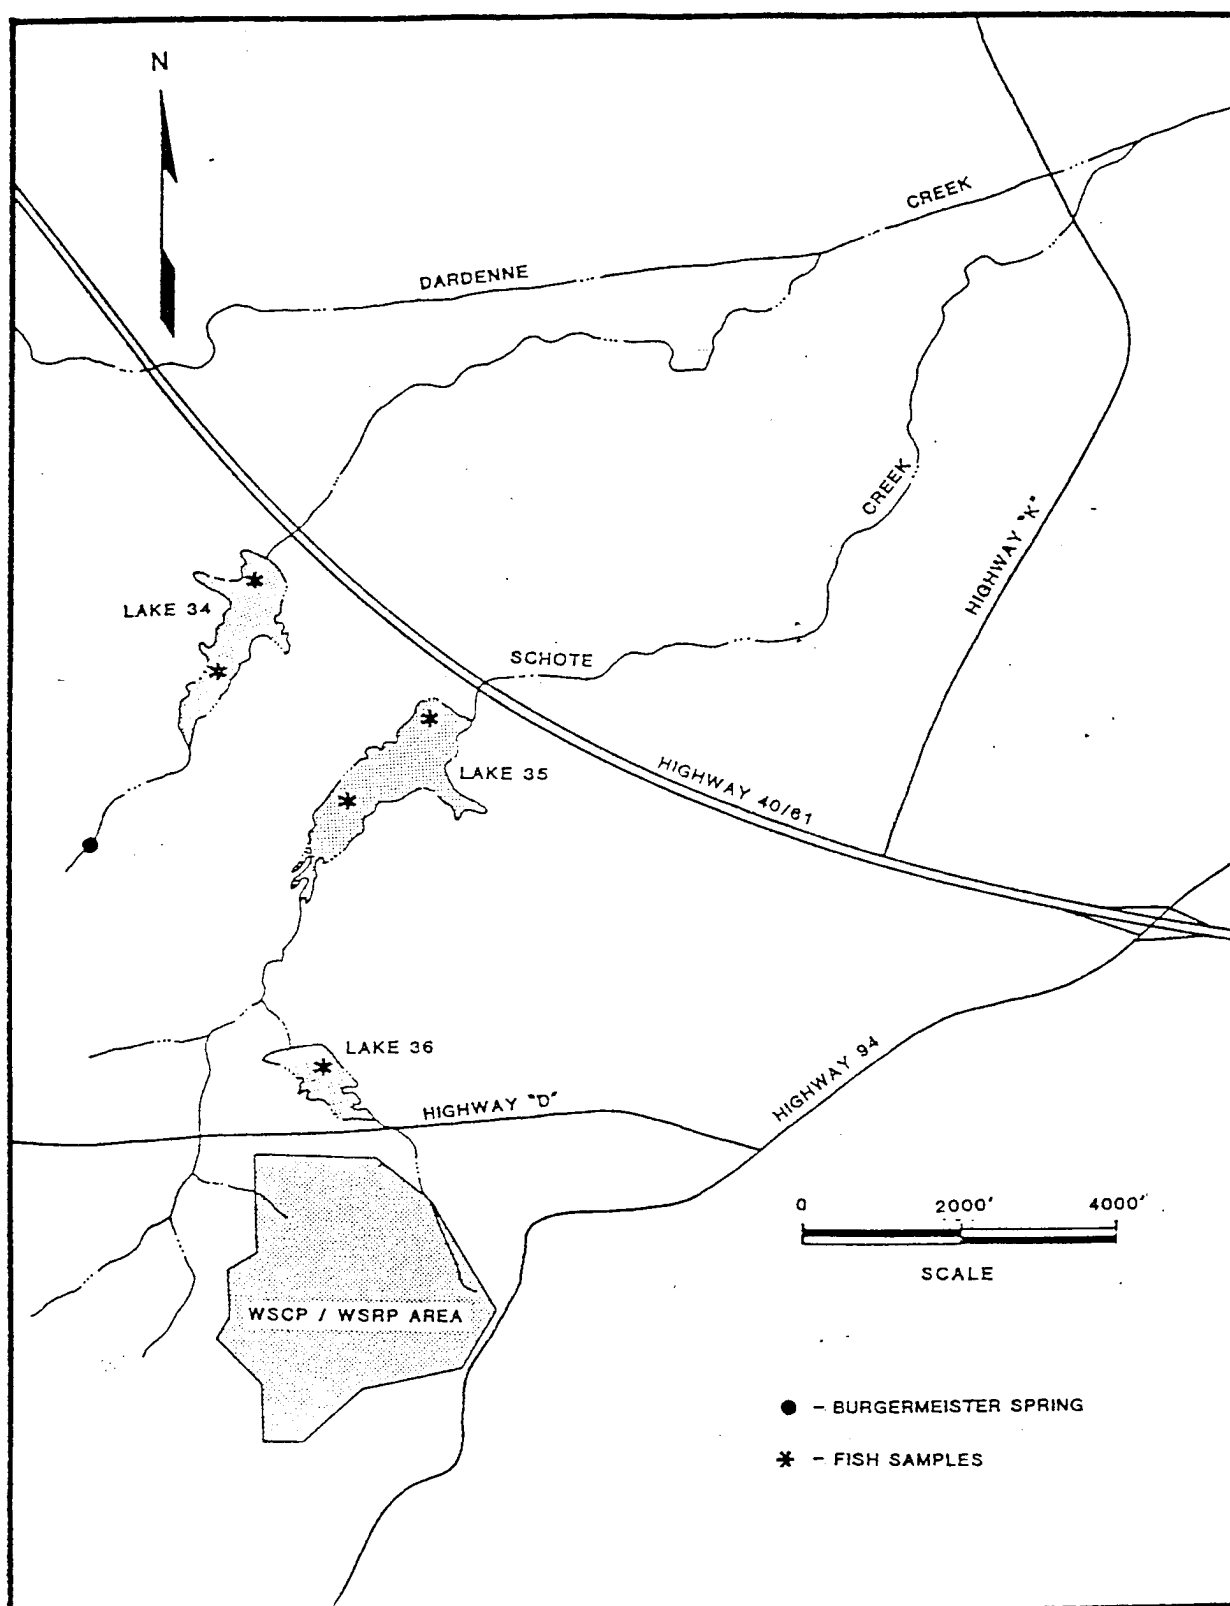 N
CREEK
DARDENNE
CREEK
HIGHWAY "K"
LAKE 34
SCHOTE
LAKE 35
HIGHWAY 40/61
LAKE 36
HIGHWAY 94
HIGHWAY "D"
0 2000' 4000'
SCALE
WSCP / WSRP AREA
- BURGERMEISTER SPRING
* - FISH SAMPLES